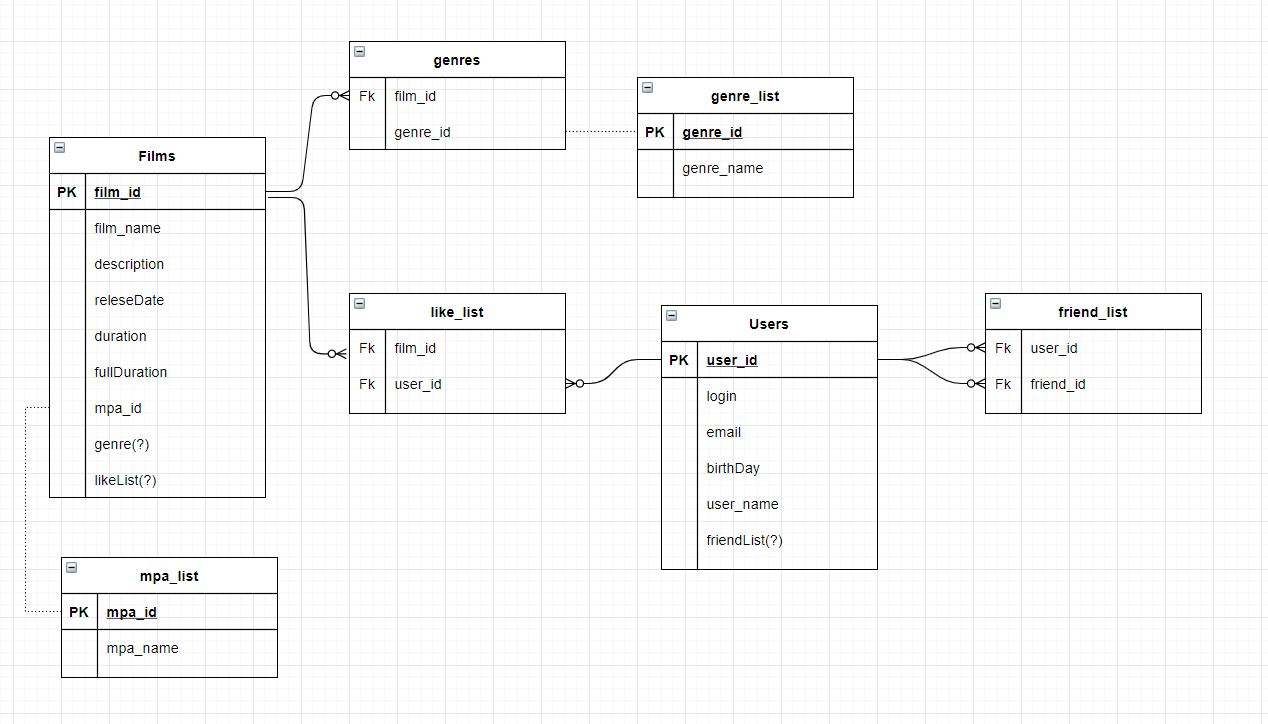 genres
Fk film_id
genre_id
genre_list
PK genre_id
genre_name
Films
PK film_id
film_name
description
releseDate
duration
fullDuration
mpa_id
genre(?)
likeList(?)
like_list
Fk film_id
Fk user_id
Users
PK user_id
login
email
birthDay
user_name
friendList(?)
friend_list
Fk user_id
Fk friend_id
mpa_list
PK mpa_id
mpa_name